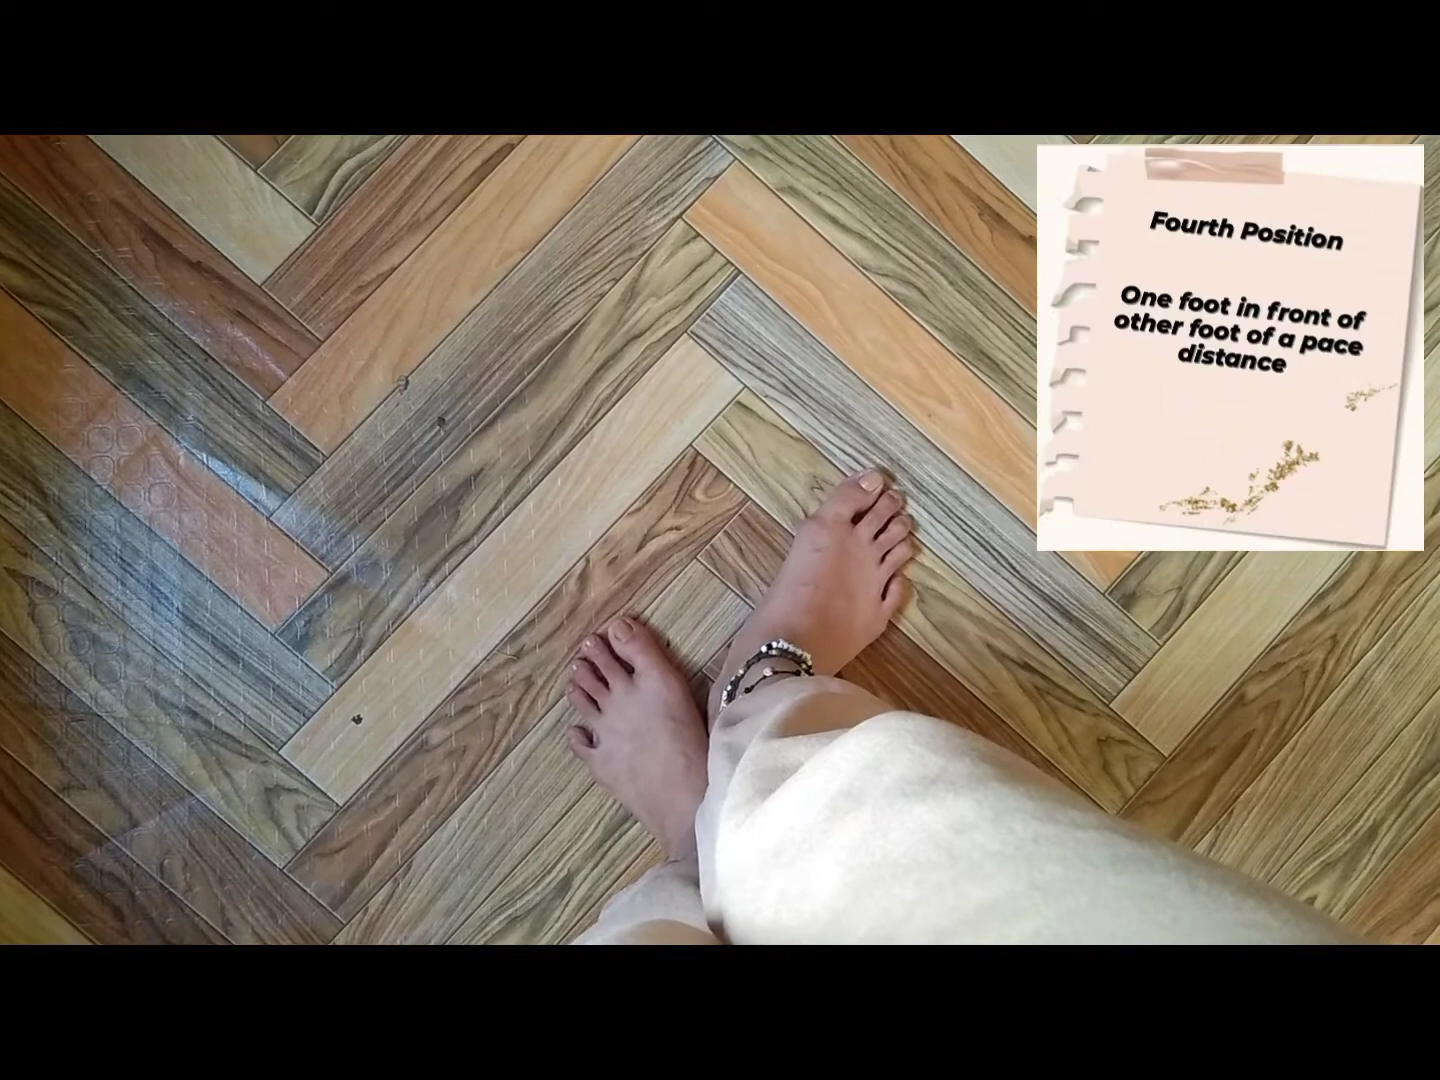 Fourth Position
One foot in front of
other foot of a pace
distance